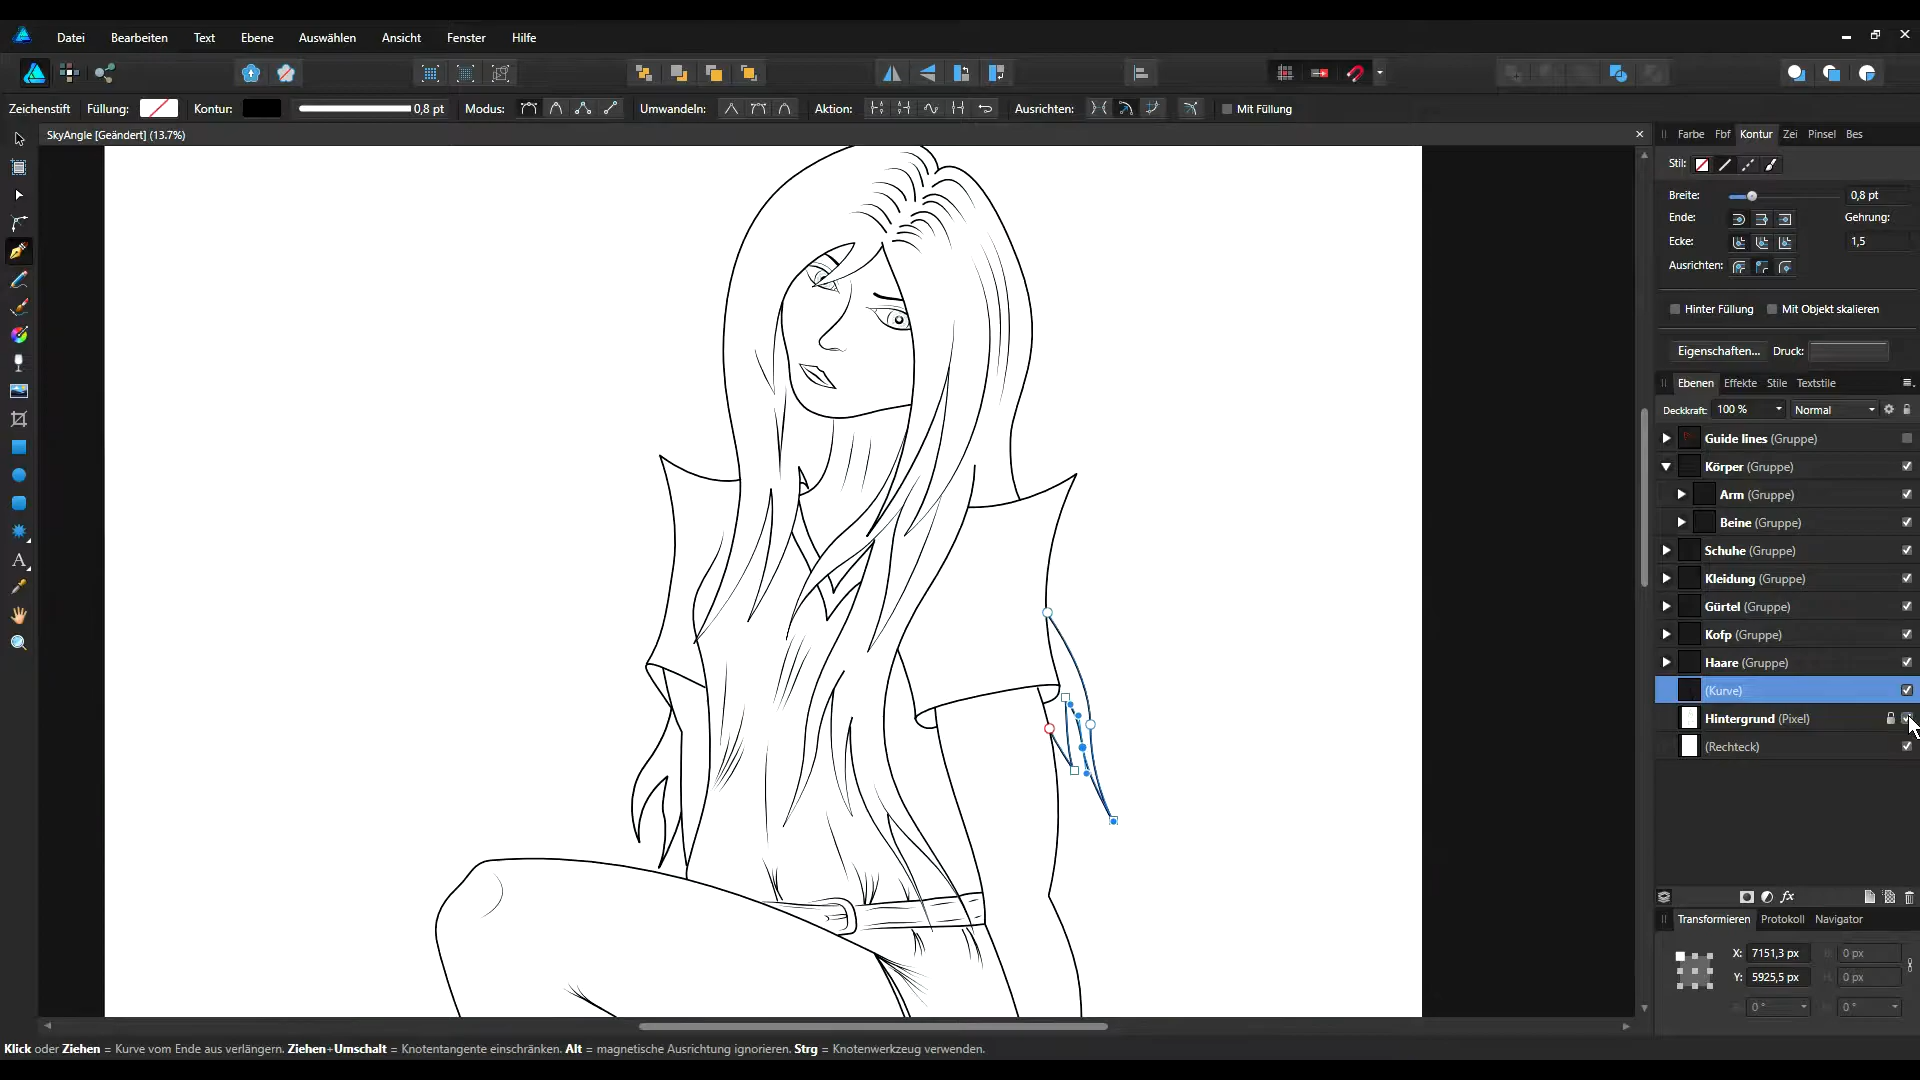 Datei Bearbeiten Text Ebene Auswählen Ansicht Fenster Hilfe
Zeichenstift Füllung: Kontur: 0,8 pt Modus: Umwandeln: Aktion: Ausrichten: Mit Füllung
SkyAngle [Geändert] (13.7%)
Farbe Fbf Kontur Zei Pinsel Bes
Stil:
Breite: 0,8 pt
Ende: Gehrung:
Ecke: 1,5
Ausrichten:
Hinter Füllung Mit Objekt skalieren
Eigenschaften... Druck:
Ebenen Effekte Stile Textstile
Deckkraft: 100 % Normal
Guide lines (Gruppe)
Körper (Gruppe)
Arm (Gruppe)
Beine (Gruppe)
Schuhe (Gruppe)
Kleidung (Gruppe)
Gürtel (Gruppe)
Kofp (Gruppe)
Haare (Gruppe)
(Kurve)
Hintergrund (Pixel)
(Rechteck)
fx
Transformieren Protokoll Navigator
X: 7151,3 px 0 px
Y: 5925,5 px 0 px
0 ° 0 °
Klick oder Ziehen = Kurve vom Ende aus verlängern. Ziehen+Umschalt = Knotentangente einschränken. Alt = magnetische Ausrichtung ignorieren. Strg = Knotenwerkzeug verwenden.